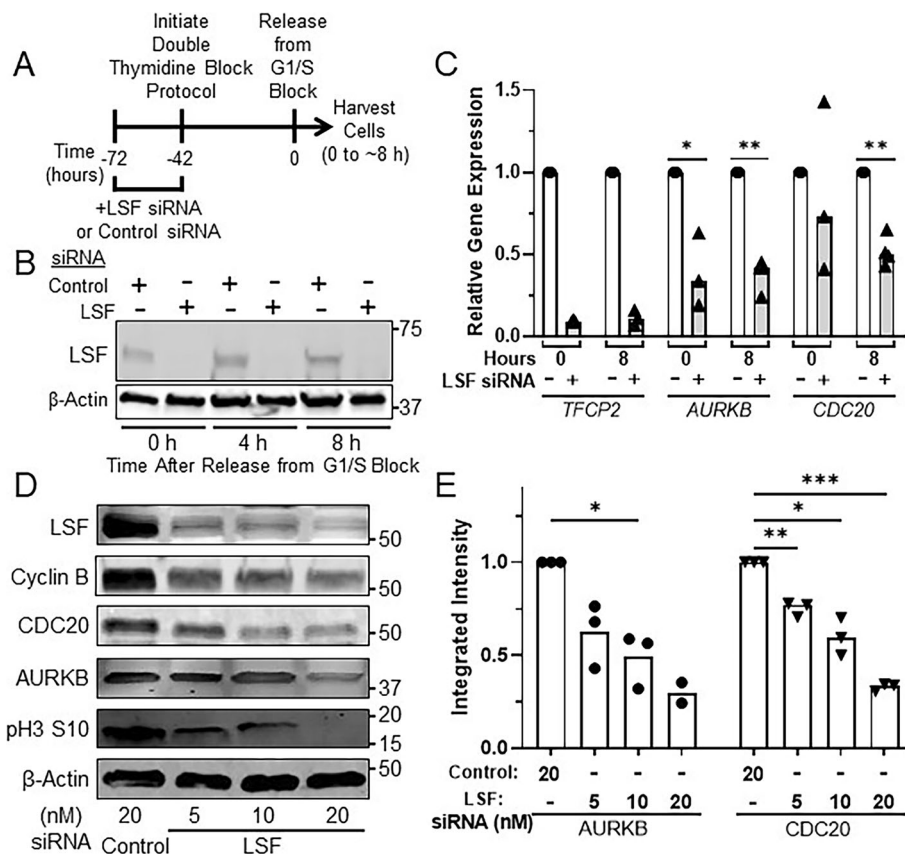 A
Initiate
Double
Thymidine Block
Protocol
Release
from
G1/S
Block
Harvest
Cells
(0 to ~8 h)
Time
(hours)
-72
-42
0
+LSF siRNA
or Control siRNA
B
siRNA
Control + - + - + -
LSF - + - + - +
75
LSF
β-Actin
37
0 h 4 h 8 h
Time After Release from G1/S Block
C
Relative Gene Expression
1.5
1.0
0.5
0.0
* ** **
Hours 0 8 0 8 0 8
LSF siRNA - + - + - + - + - + - +
TFCP2 AURKB CDC20
D
LSF
50
Cyclin B
50
CDC20
50
AURKB
37
pH3 S10
20
15
β-Actin
50
(nM) 20 5 10 20
siRNA Control LSF
E
Integrated Intensity
1.0
0.5
0.0
*
***
*
**
Control: 20 - - - 20 - - -
LSF: - 5 10 20 - 5 10 20
siRNA (nM) AURKB CDC20